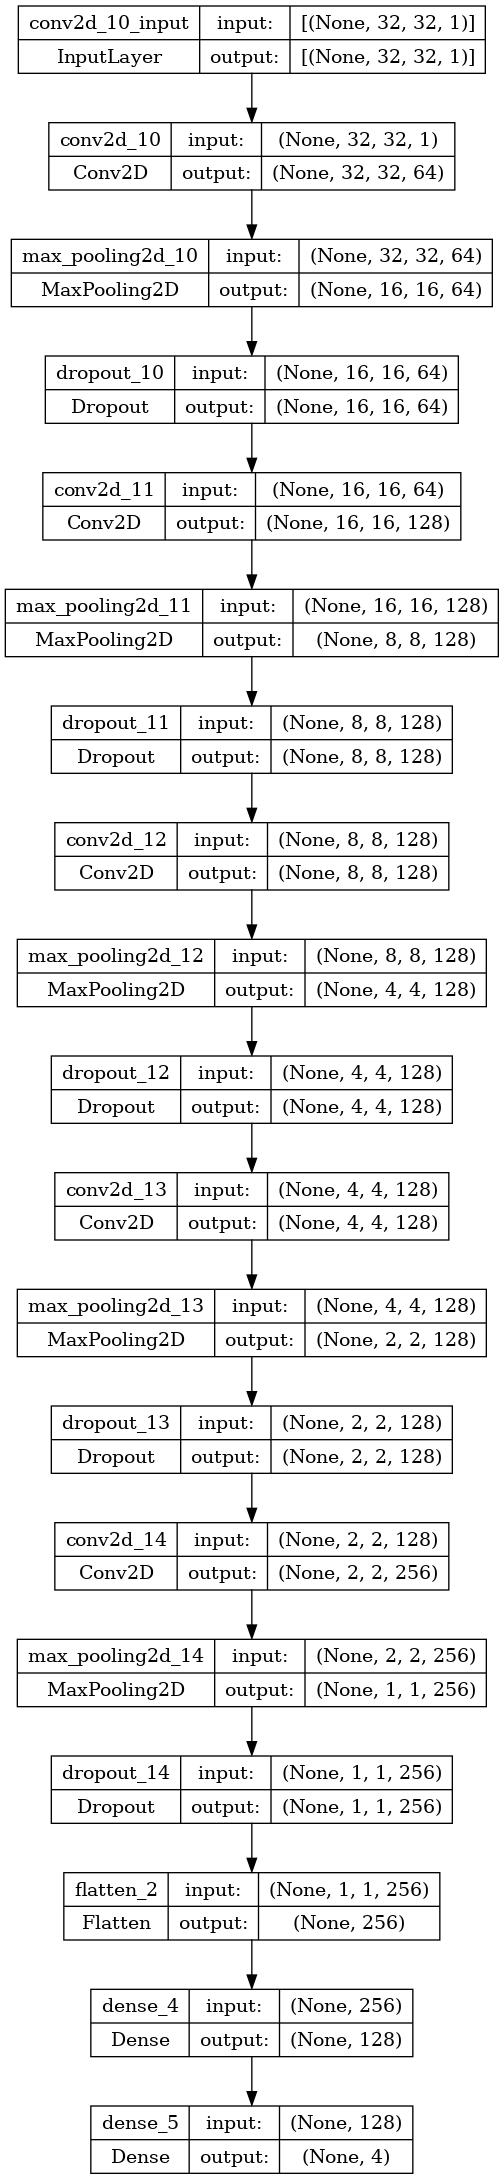 conv2d_10_input input: [(None, 32, 32, 1)]
InputLayer output: [(None, 32, 32, 1)]
conv2d_10 input: (None, 32, 32, 1)
Conv2D output: (None, 32, 32, 64)
max_pooling2d_10 input: (None, 32, 32, 64)
MaxPooling2D output: (None, 16, 16, 64)
dropout_10 input: (None, 16, 16, 64)
Dropout output: (None, 16, 16, 64)
conv2d_11 input: (None, 16, 16, 64)
Conv2D output: (None, 16, 16, 128)
max_pooling2d_11 input: (None, 16, 16, 128)
MaxPooling2D output: (None, 8, 8, 128)
dropout_11 input: (None, 8, 8, 128)
Dropout output: (None, 8, 8, 128)
conv2d_12 input: (None, 8, 8, 128)
Conv2D output: (None, 8, 8, 128)
max_pooling2d_12 input: (None, 8, 8, 128)
MaxPooling2D output: (None, 4, 4, 128)
dropout_12 input: (None, 4, 4, 128)
Dropout output: (None, 4, 4, 128)
conv2d_13 input: (None, 4, 4, 128)
Conv2D output: (None, 4, 4, 128)
max_pooling2d_13 input: (None, 4, 4, 128)
MaxPooling2D output: (None, 2, 2, 128)
dropout_13 input: (None, 2, 2, 128)
Dropout output: (None, 2, 2, 128)
conv2d_14 input: (None, 2, 2, 128)
Conv2D output: (None, 2, 2, 256)
max_pooling2d_14 input: (None, 2, 2, 256)
MaxPooling2D output: (None, 1, 1, 256)
dropout_14 input: (None, 1, 1, 256)
Dropout output: (None, 1, 1, 256)
flatten_2 input: (None, 1, 1, 256)
Flatten output: (None, 256)
dense_4 input: (None, 256)
Dense output: (None, 128)
dense_5 input: (None, 128)
Dense output: (None, 4)